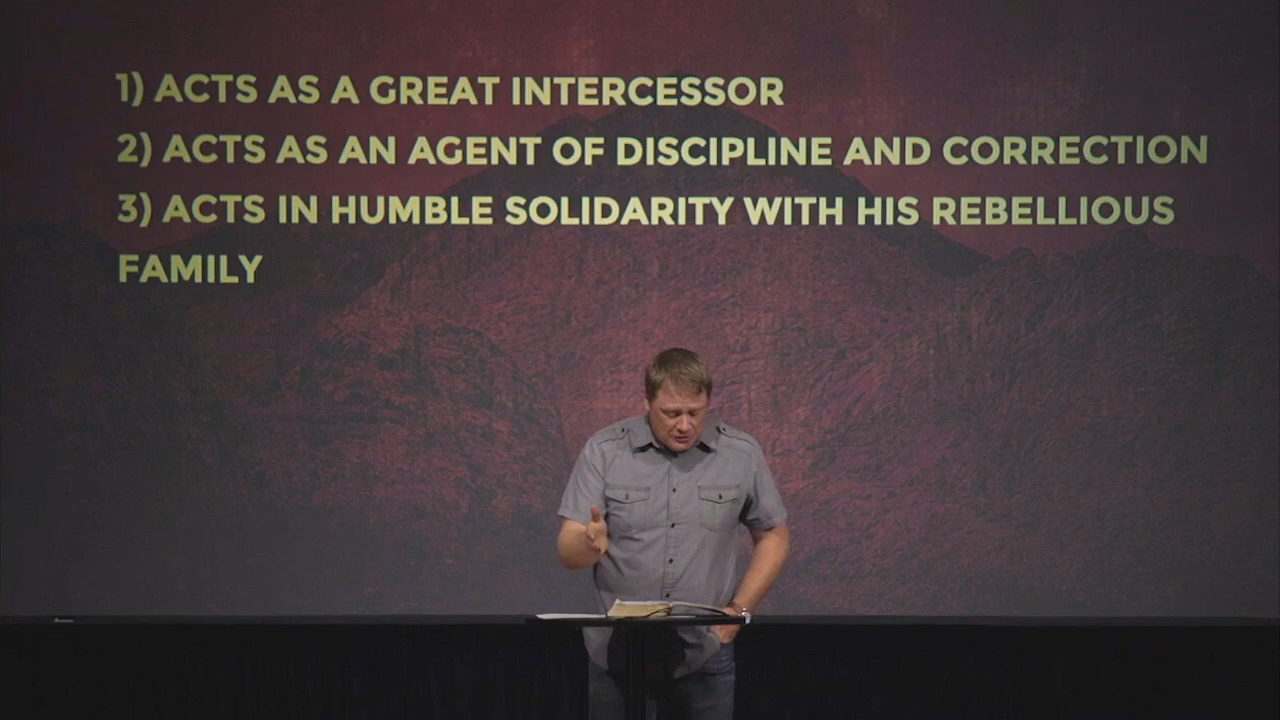 1) ACTS AS A GREAT INTERCESSOR
2) ACTS AS AN AGENT OF DISCIPLINE AND CORRECTION
3) ACTS IN HUMBLE SOLIDARITY WITH HIS REBELLIOUS
FAMILY